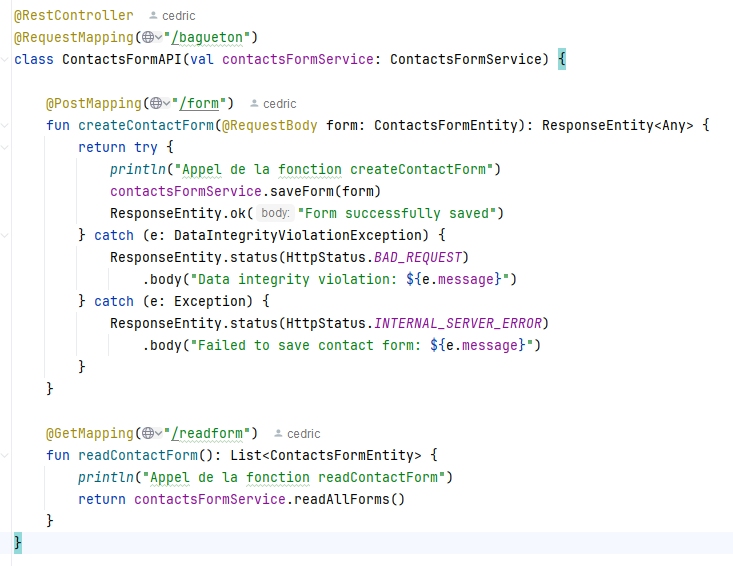 @RestController cedric
@RequestMapping("/bagueton")
class ContactsFormAPI(val contactsFormService: ContactsFormService) {
@PostMapping("/form") cedric
fun createContactForm(@RequestBody form: ContactsFormEntity): ResponseEntity<Any> {
return try {
println("Appel de la fonction createContactForm")
contactsFormService.saveForm(form)
ResponseEntity.ok( body: "Form successfully saved")
} catch (e: DataIntegrityViolationException) {
ResponseEntity.status(HttpStatus.BAD_REQUEST)
.body("Data integrity violation: ${e.message}")
} catch (e: Exception) {
ResponseEntity.status(HttpStatus.INTERNAL_SERVER_ERROR)
.body("Failed to save contact form: ${e.message}")
}
}
@GetMapping("/readform") cedric
fun readContactForm(): List<ContactsFormEntity> {
println("Appel de la fonction readContactForm")
return contactsFormService.readAllForms()
}
}